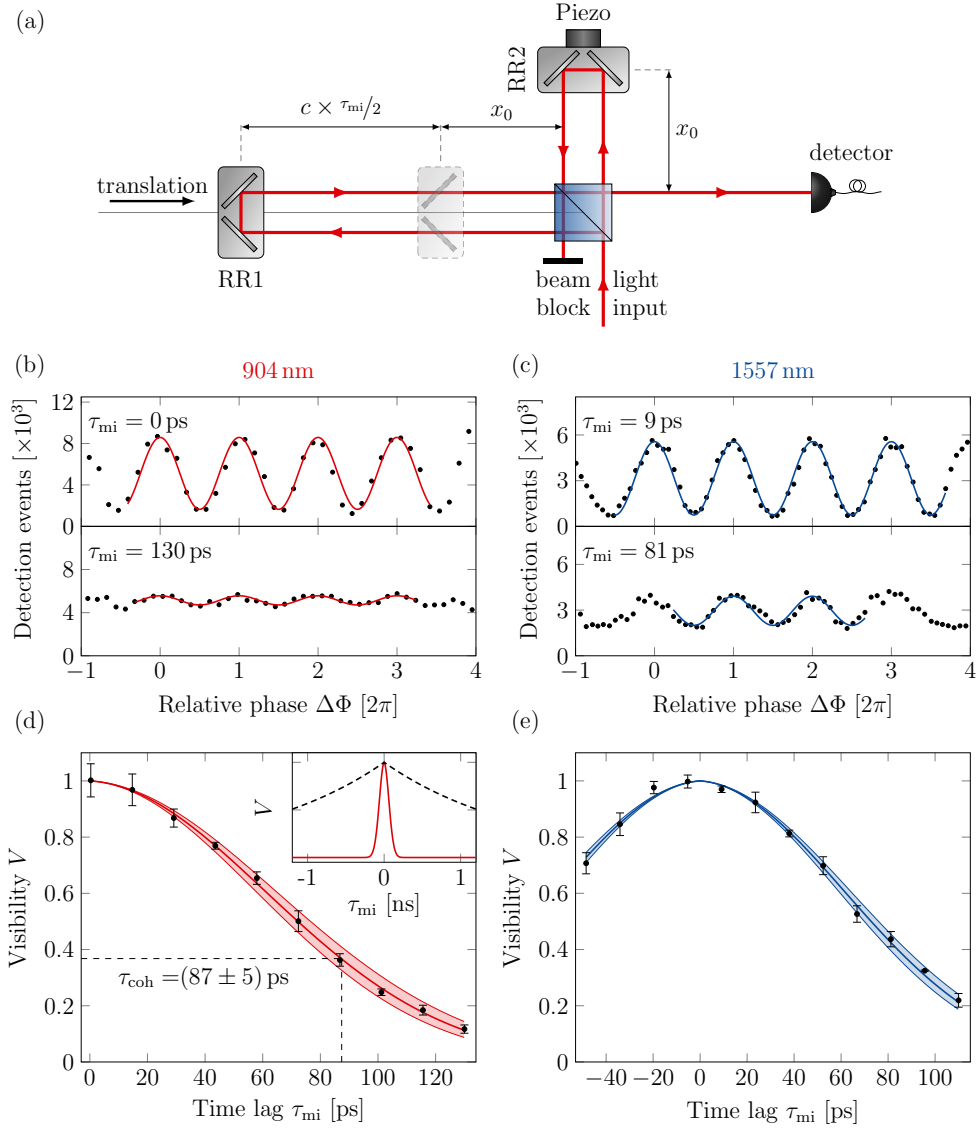 (a)
Piezo
RR2
c × τmi/2
x0
x0
detector
translation
RR1
beam
block
light
input
(b)
904 nm
Detection events [×10³]
τmi = 0 ps
12
8
4
0
τmi = 130 ps
8
4
0
−1 0 1 2 3 4
Relative phase ΔΦ [2π]
(c)
1557 nm
Detection events [×10³]
τmi = 9 ps
6
3
0
τmi = 81 ps
6
3
0
−1 0 1 2 3 4
Relative phase ΔΦ [2π]
(d)
Visibility V
1
0.8
0.6
0.4
0.2
0
V
−1 0 1
τmi [ns]
τcoh =(87 ± 5) ps
0 20 40 60 80 100 120
Time lag τmi [ps]
(e)
Visibility V
1
0.8
0.6
0.4
0.2
0
−40 −20 0 20 40 60 80 100
Time lag τmi [ps]